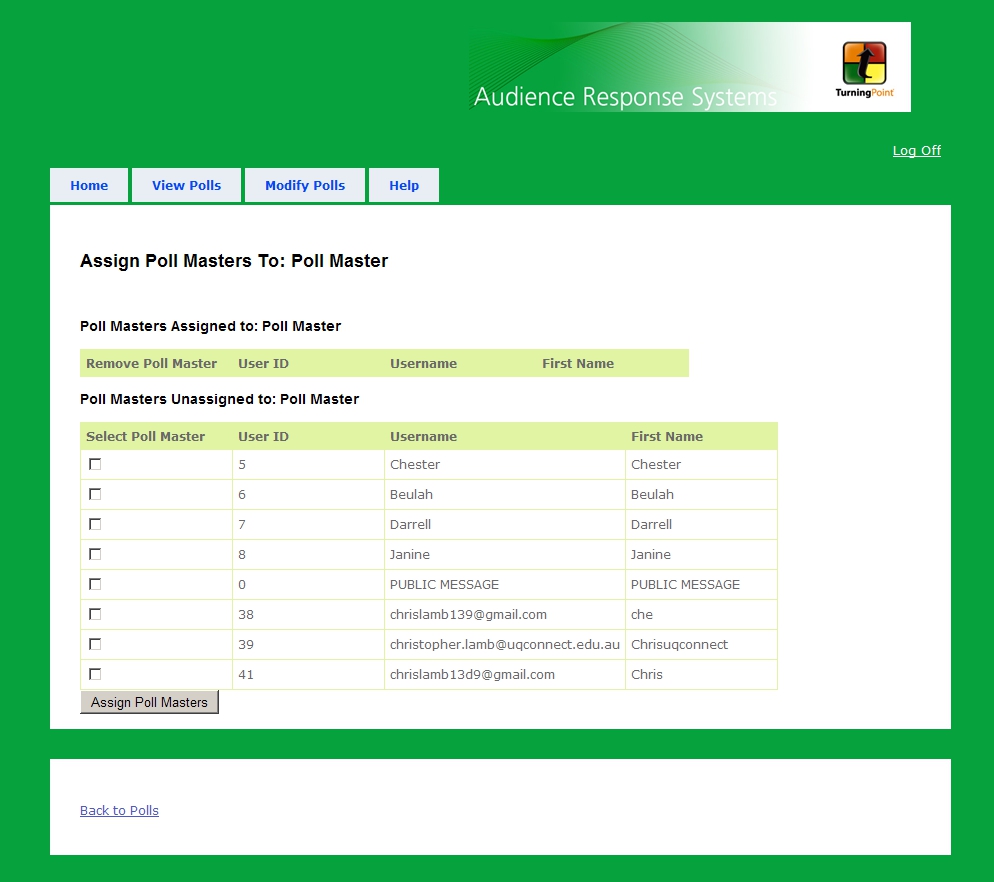 Audience Response Systems
TurningPoint
Log Off
Home View Polls Modify Polls Help
Assign Poll Masters To: Poll Master
Poll Masters Assigned to: Poll Master
Remove Poll Master User ID Username First Name
Poll Masters Unassigned to: Poll Master
Select Poll Master User ID Username First Name
5 Chester Chester
6 Beulah Beulah
7 Darrell Darrell
8 Janine Janine
0 PUBLIC MESSAGE PUBLIC MESSAGE
38 chrislamb139@gmail.com che
39 christopher.lamb@uqconnect.edu.au Chrisuqconnect
41 chrislamb13d9@gmail.com Chris
Assign Poll Masters
Back to Polls